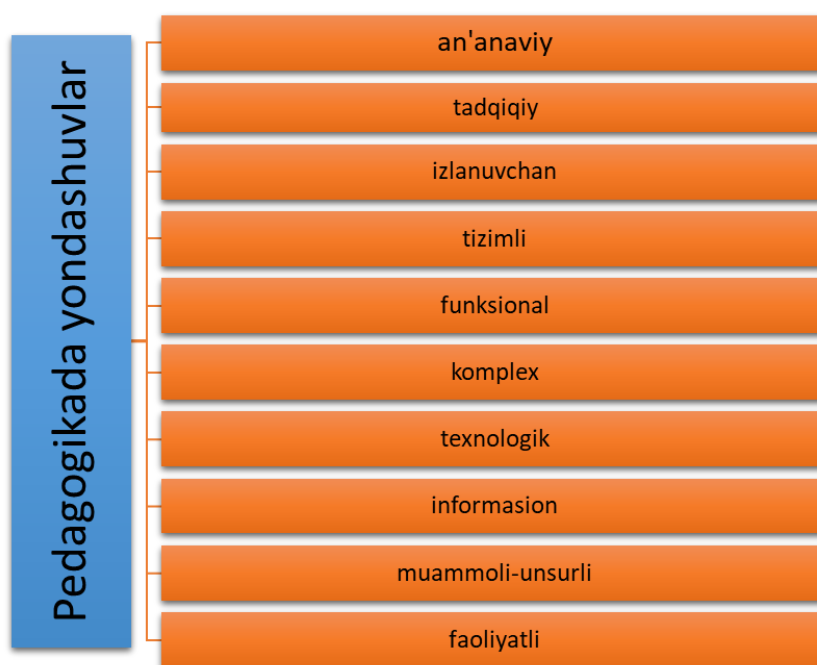 Pedagogikada yondashuvlar
an'anaviy
tadqiqiy
izlanuvchan
tizimli
funksional
komplex
texnologik
informasion
muammoli-unsurli
faoliyatli